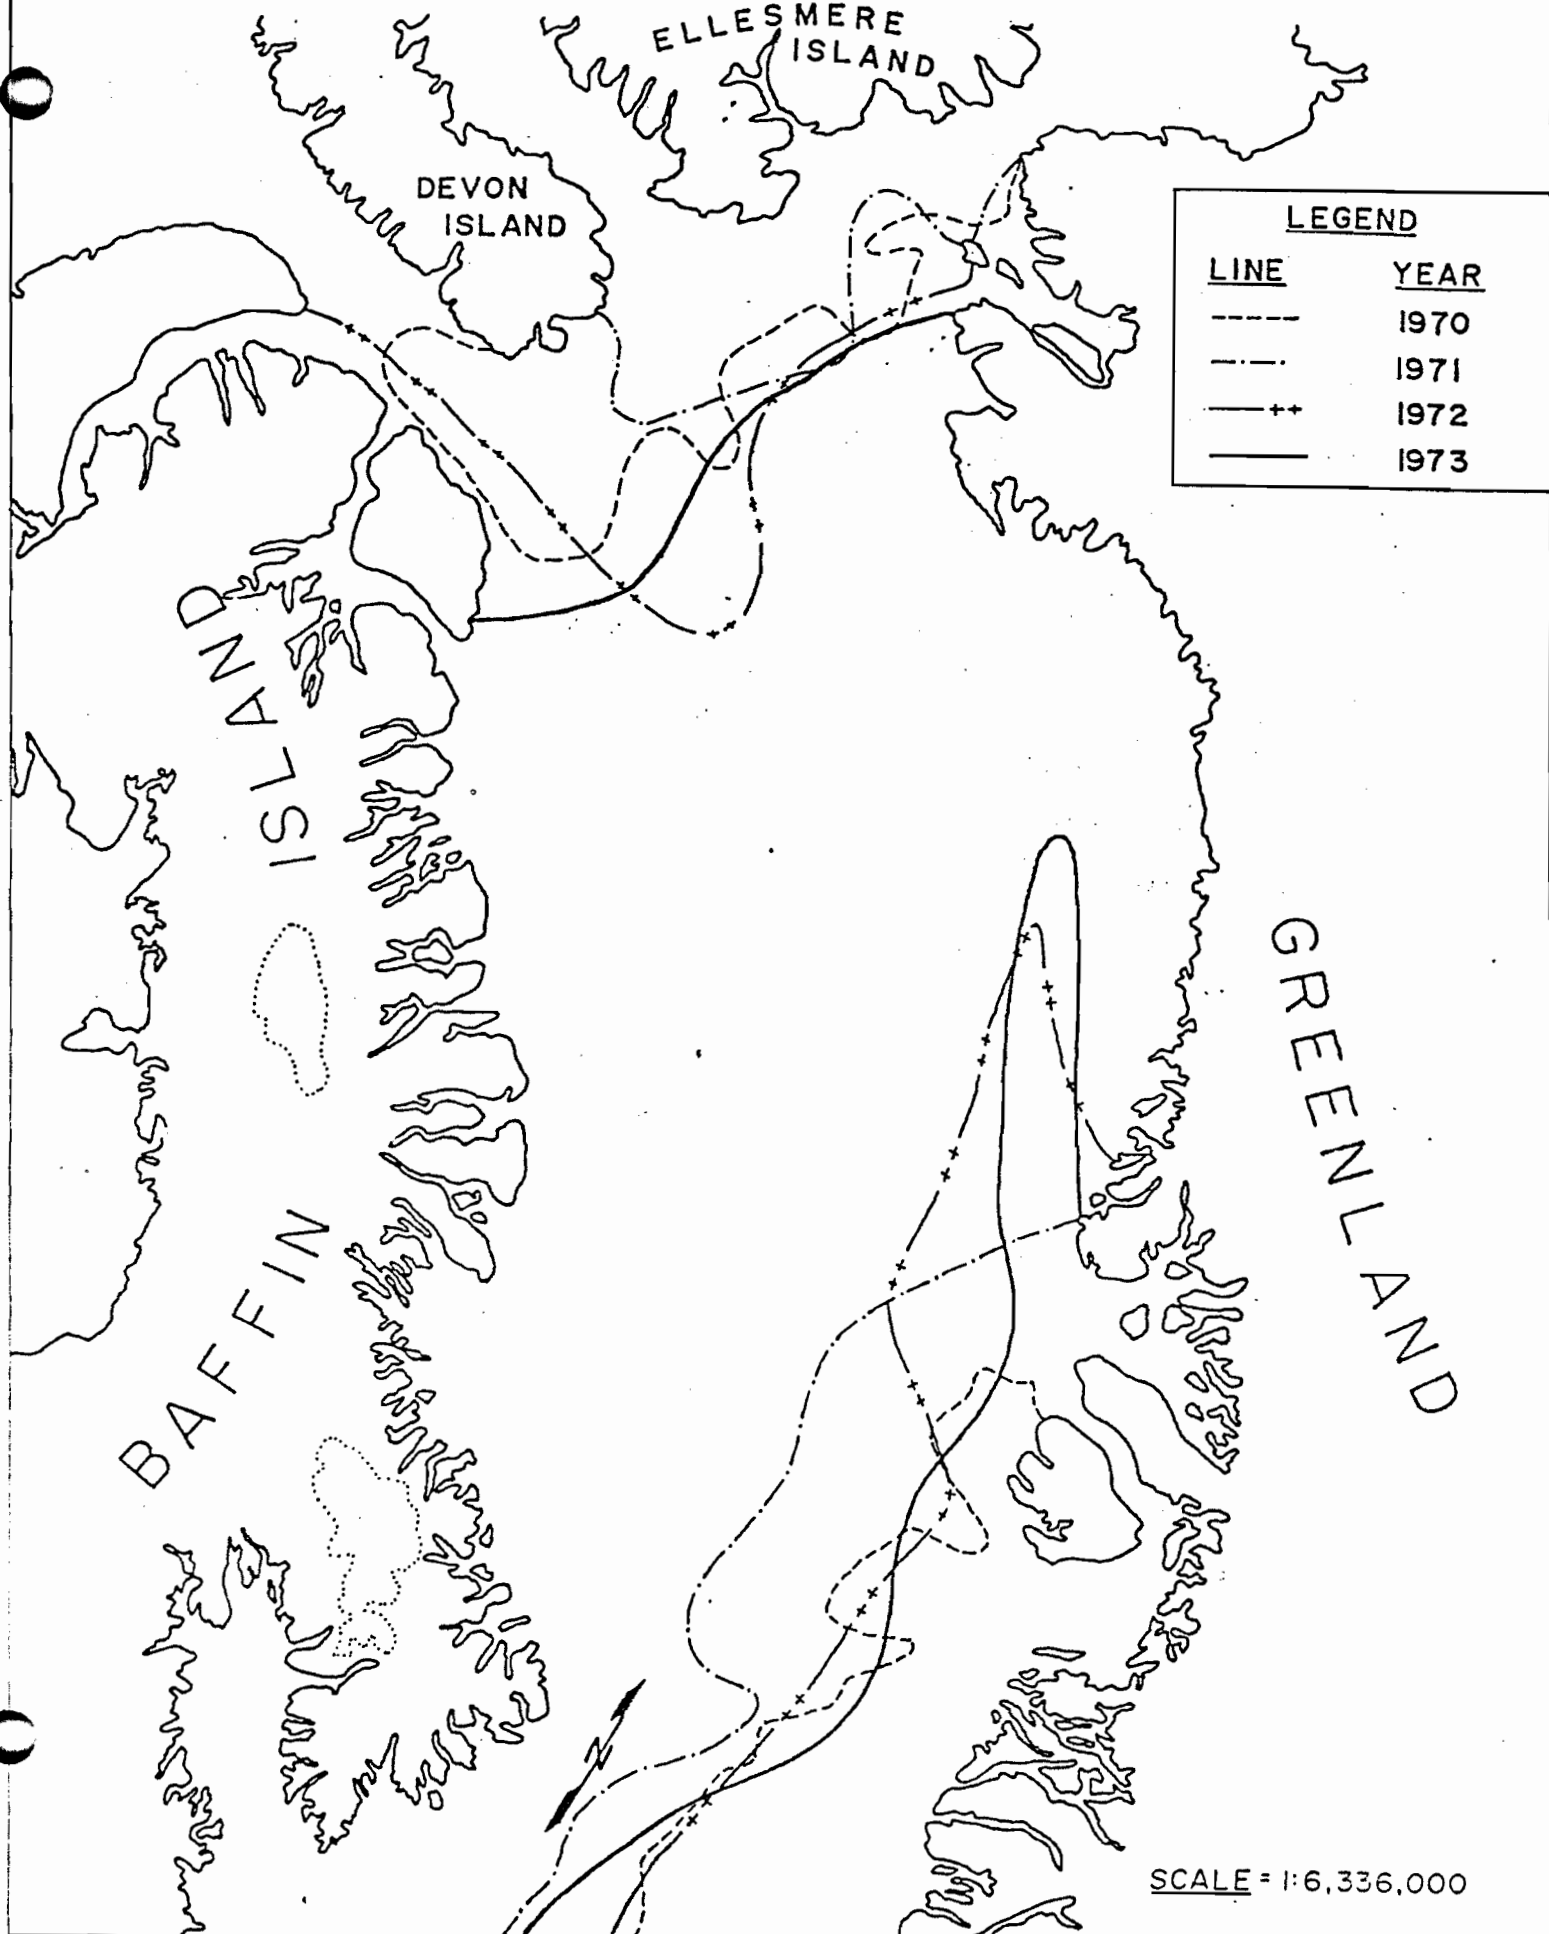 ELLESMERE
ISLAND
DEVON
ISLAND
LEGEND
LINE YEAR
1970
1971
1972
1973
BAFFIN ISLAND
GREENLAND
N
SCALE = 1:6,336,000